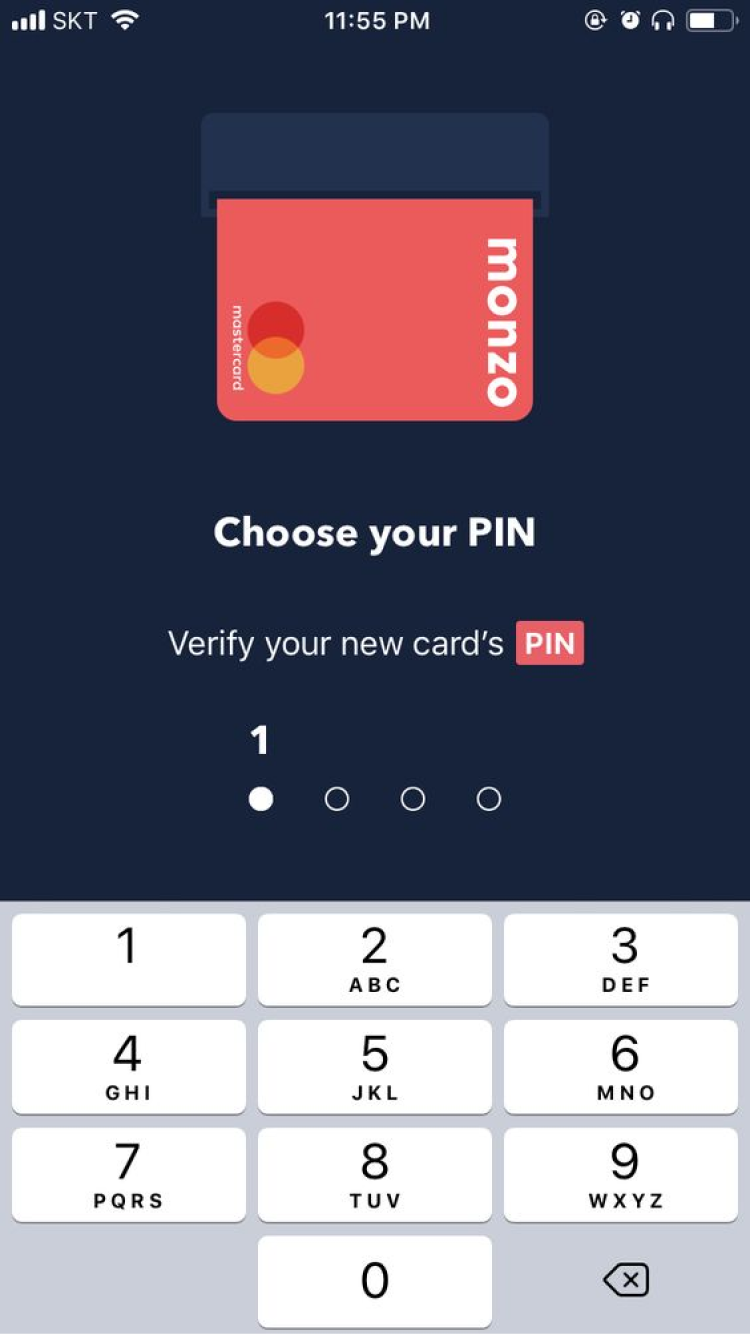 SKT 11:55 PM
monzo
mastercard
Choose your PIN
Verify your new card’s PIN
1
1 2 3
ABC DEF
4 5 6
GHI JKL MNO
7 8 9
PQRS TUV WXYZ
0